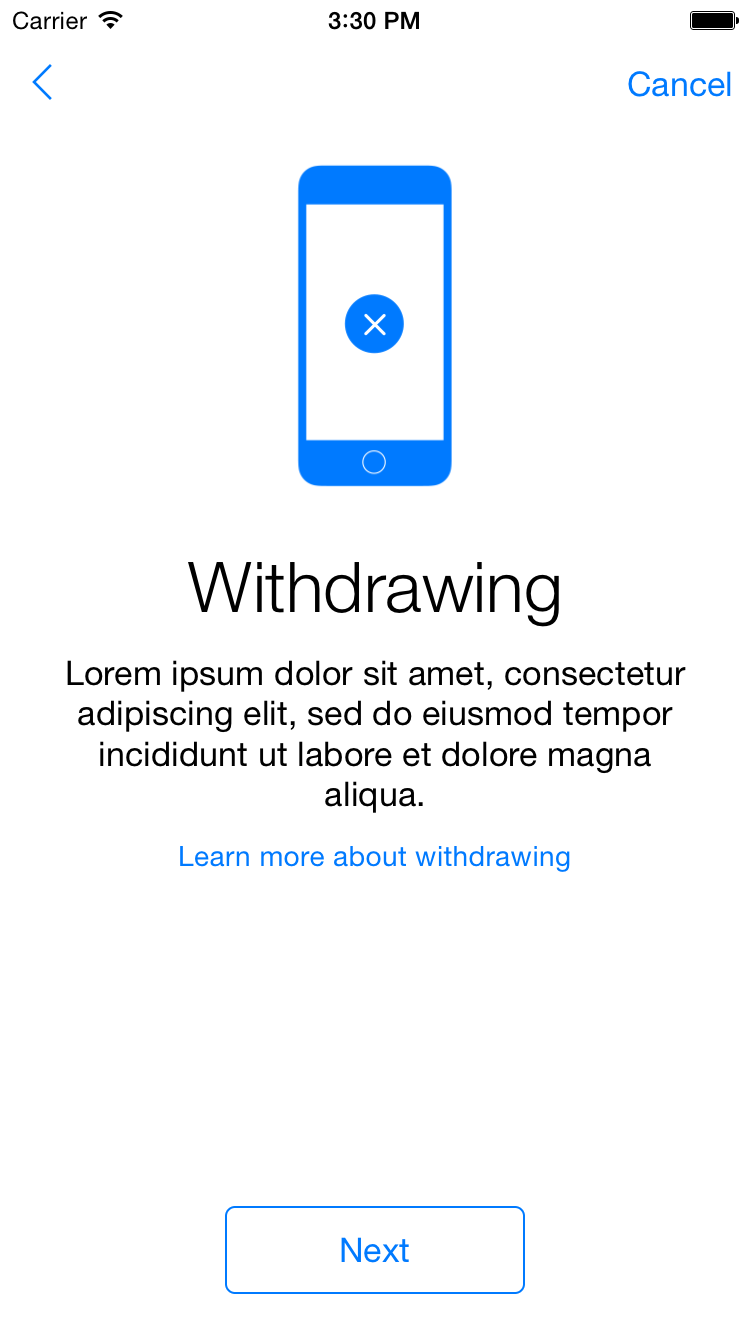 Carrier 3:30 PM
Cancel
Withdrawing
Lorem ipsum dolor sit amet, consectetur
adipiscing elit, sed do eiusmod tempor
incididunt ut labore et dolore magna
aliqua.
Learn more about withdrawing
Next